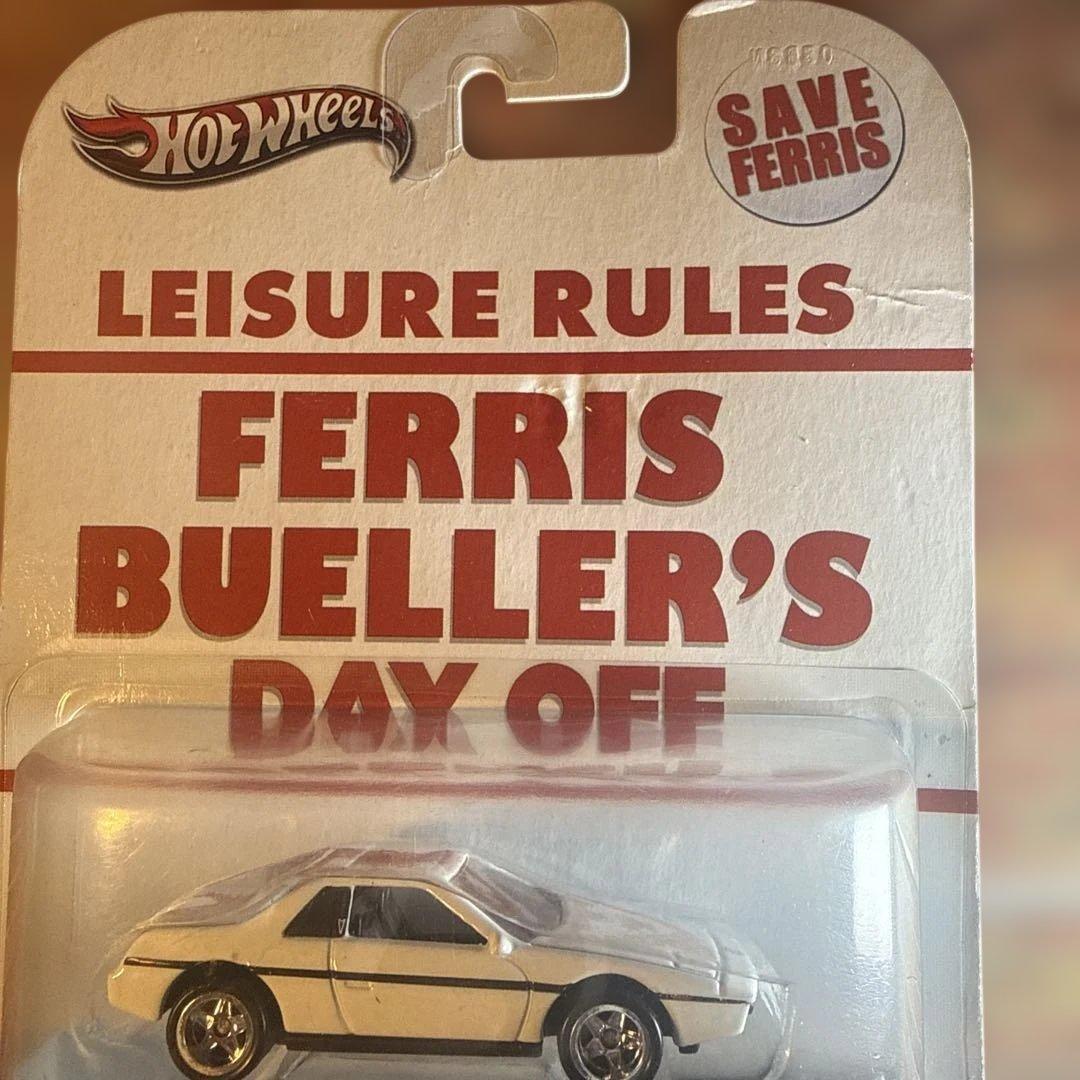 HOT WHEELS
SAVE
FERRIS
LEISURE RULES
FERRIS
BUELLER'S
DAY OFF